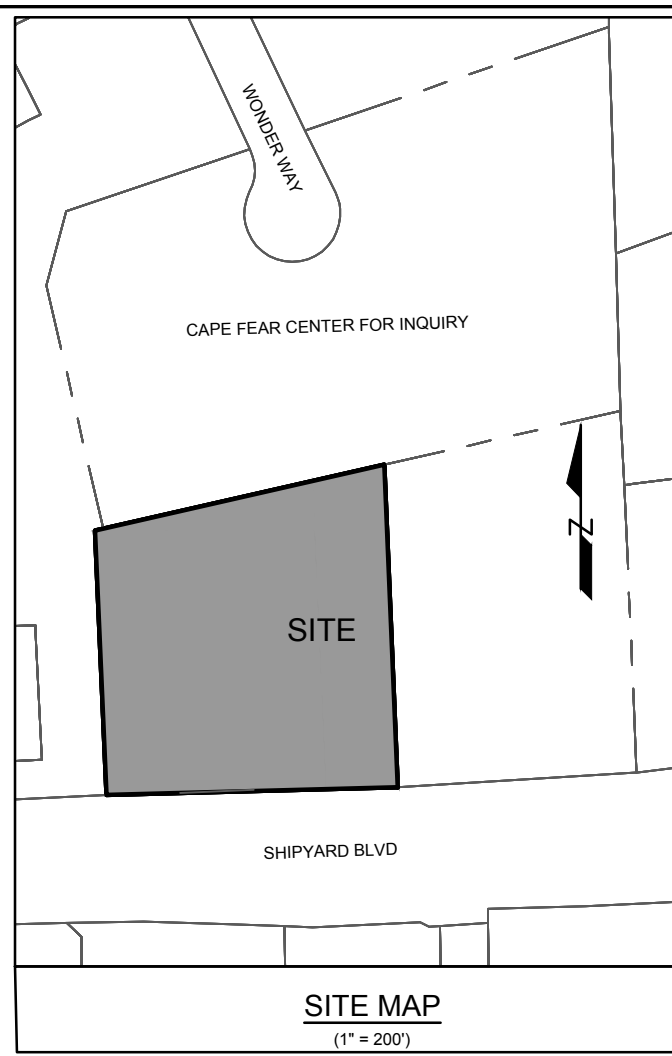 WONDER WAY
CAPE FEAR CENTER FOR INQUIRY
N
SITE
SHIPYARD BLVD
SITE MAP
(1" = 200')